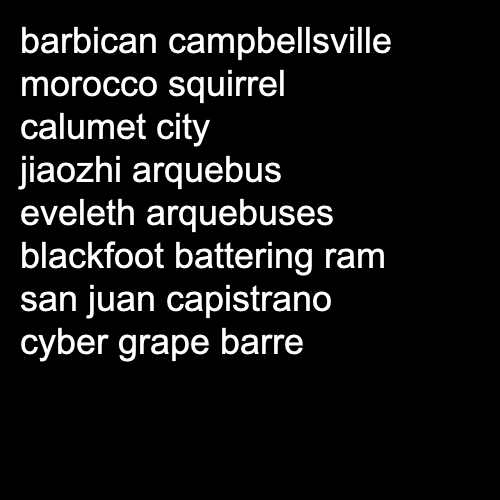 barbican campbellsville
morocco squirrel
calumet city
jiaozhi arquebus
eveleth arquebuses
blackfoot battering ram
san juan capistrano
cyber grape barre